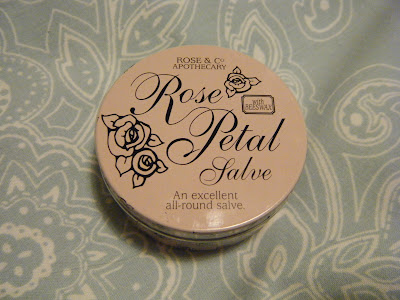 ROSE & Co
APOTHECARY
Rose
with
BEESWAX
Petal
Salve
An excellent
all-round salve.